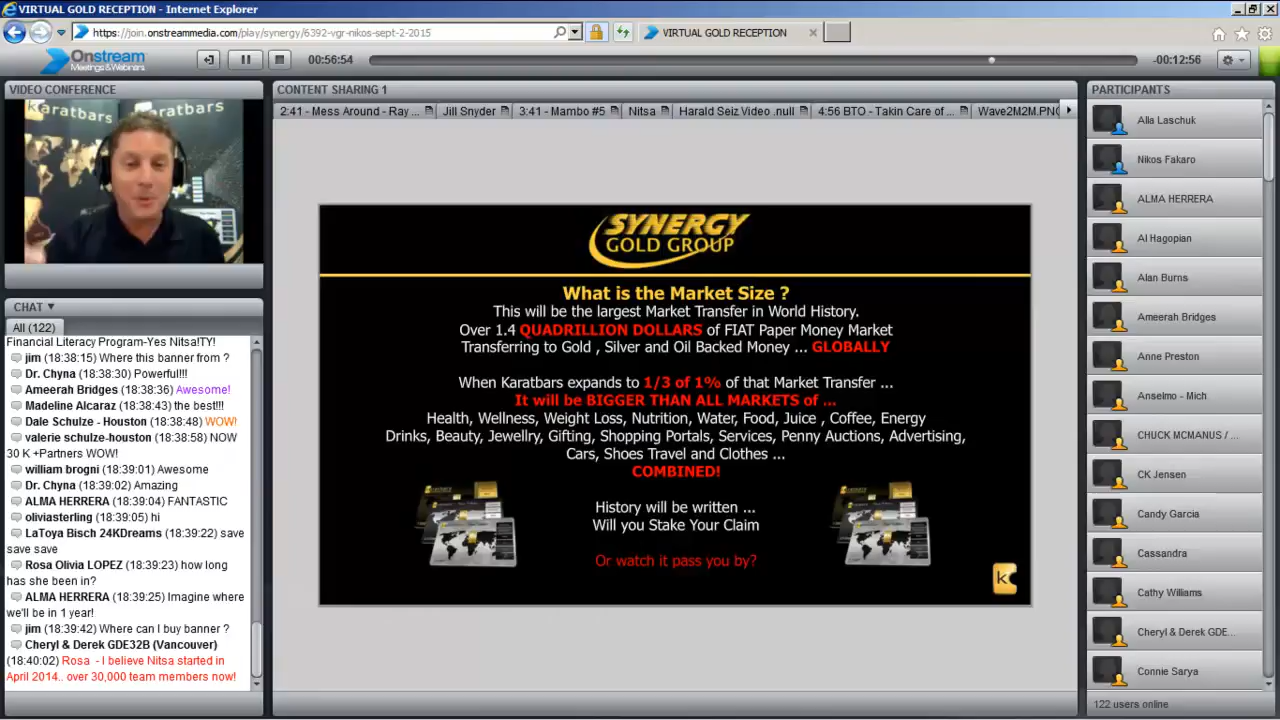 VIRTUAL GOLD RECEPTION - Internet Explorer
https://join.onstreammedia.com/play/synergy/6392-vgr-nikos-sept-2-2015
VIRTUAL GOLD RECEPTION
Onstream
Meetings & Webinars
00:56:54
-00:12:56
VIDEO CONFERENCE
karatbars
karatbars
CHAT
All (122)
Financial Literacy Program-Yes Nitsa!TY!
jim (18:38:15) Where this banner from ?
Dr. Chyna (18:38:30) Powerful!!!
Ameerah Bridges (18:38:36) Awesome!
Madeline Alcaraz (18:38:43) the best!!!
Dale Schulze - Houston (18:38:48) WOW!
valerie schulze-houston (18:38:58) NOW
30 K +Partners WOW!
william brogni (18:39:01) Awesome
Dr. Chyna (18:39:02) Amazing
ALMA HERRERA (18:39:04) FANTASTIC
oliviasterling (18:39:05) hi
LaToya Bisch 24KDreams (18:39:22) save
save save
Rosa Olivia LOPEZ (18:39:23) how long
has she been in?
ALMA HERRERA (18:39:25) Imagine where
we'll be in 1 year!
jim (18:39:42) Where can I buy banner ?
Cheryl & Derek GDE32B (Vancouver)
(18:40:02) Rosa - I believe Nitsa started in
April 2014.. over 30,000 team members now!
CONTENT SHARING 1
2:41 - Mess Around - Ray ...
Jill Snyder
3:41 - Mambo #5
Nitsa
Harald Seiz Video .null
4:56 BTO - Takin Care of ...
Wave2M2M.PNG
SYNERGY
GOLD GROUP
What is the Market Size ?
This will be the largest Market Transfer in World History.
Over 1.4 QUADRILLION DOLLARS of FIAT Paper Money Market
Transferring to Gold , Silver and Oil Backed Money ... GLOBALLY
When Karatbars expands to 1/3 of 1% of that Market Transfer ...
It will be BIGGER THAN ALL MARKETS of ...
Health, Wellness, Weight Loss, Nutrition, Water, Food, Juice , Coffee, Energy
Drinks, Beauty, Jewellry, Gifting, Shopping Portals, Services, Penny Auctions, Advertising,
Cars, Shoes Travel and Clothes ...
COMBINED!
History will be written ...
Will you Stake Your Claim
Or watch it pass you by?
k
PARTICIPANTS
Alla Laschuk
Nikos Fakaro
ALMA HERRERA
Al Hagopian
Alan Burns
Ameerah Bridges
Anne Preston
Anselmo - Mich
CHUCK MCMANUS / ...
CK Jensen
Candy Garcia
Cassandra
Cathy Williams
Cheryl & Derek GDE...
Connie Sarya
122 users online